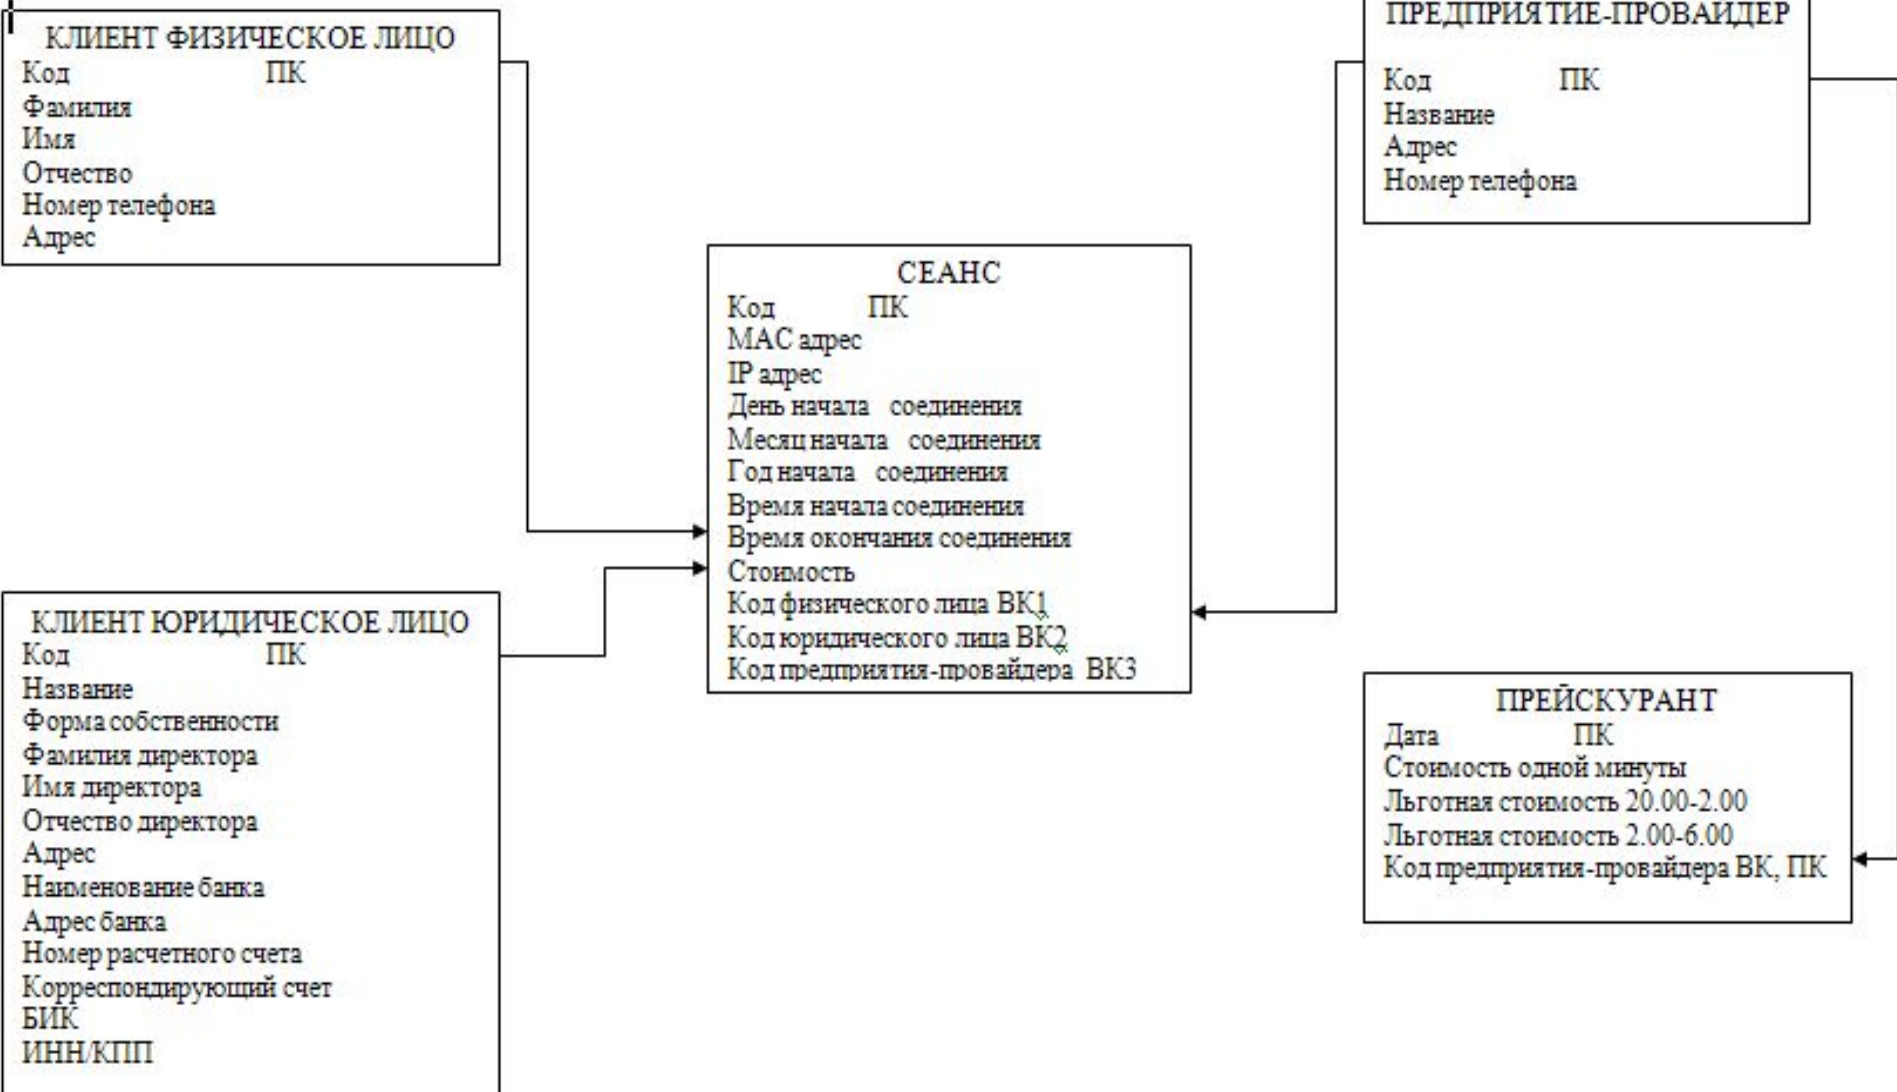 КЛИЕНТ ФИЗИЧЕСКОЕ ЛИЦО
Код ПК
Фамилия
Имя
Отчество
Номер телефона
Адрес
ПРЕДПРИЯТИЕ-ПРОВАЙДЕР
Код ПК
Название
Адрес
Номер телефона
СЕАНС
Код ПК
MAC адрес
IP адрес
День начала соединения
Месяц начала соединения
Год начала соединения
Время начала соединения
Время окончания соединения
Стоимость
Код физического лица ВК1
Код юридического лица ВК2
Код предприятия-провайдера ВК3
КЛИЕНТ ЮРИДИЧЕСКОЕ ЛИЦО
Код ПК
Название
Форма собственности
Фамилия директора
Имя директора
Отчество директора
Адрес
Наименование банка
Адрес банка
Номер расчетного счета
Корреспондирующий счет
БИК
ИНН/КПП
ПРЕЙСКУРАНТ
Дата ПК
Стоимость одной минуты
Льготная стоимость 20.00-2.00
Льготная стоимость 2.00-6.00
Код предприятия-провайдера ВК, ПК